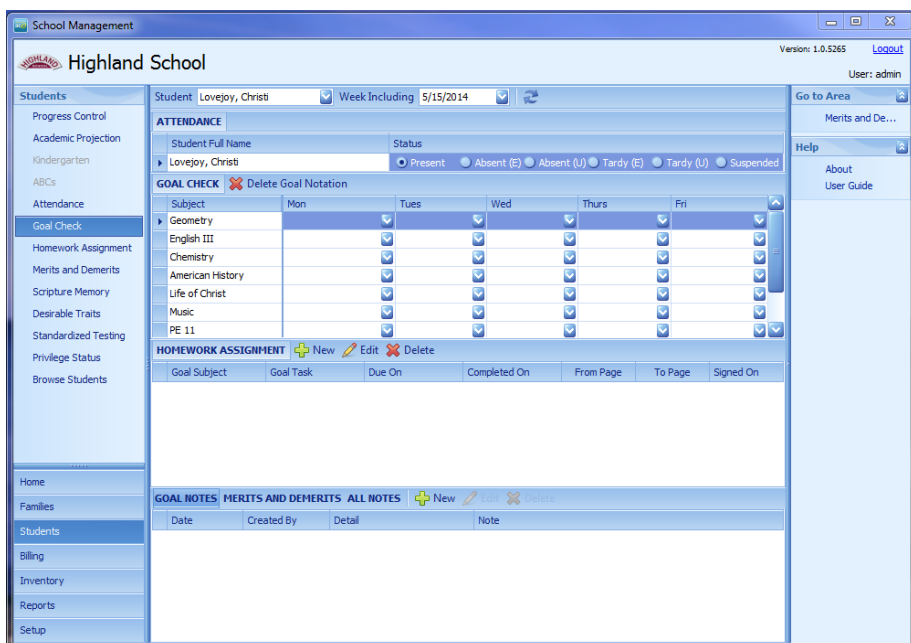 School Management
Version: 1.0.5265 Logout
HIGHLAND Highland School
User: admin
Students
Progress Control
Academic Projection
Kindergarten
ABCs
Attendance
Goal Check
Homework Assignment
Merits and Demerits
Scripture Memory
Desirable Traits
Standardized Testing
Privilege Status
Browse Students
Home
Families
Students
Billing
Inventory
Reports
Setup
Student Lovejoy, Christi Week Including 5/15/2014
ATTENDANCE
Student Full Name Status
Lovejoy, Christi Present Absent (E) Absent (U) Tardy (E) Tardy (U) Suspended
GOAL CHECK Delete Goal Notation
Subject Mon Tues Wed Thurs Fri
Geometry
English III
Chemistry
American History
Life of Christ
Music
PE 11
HOMEWORK ASSIGNMENT New Edit Delete
Goal Subject Goal Task Due On Completed On From Page To Page Signed On
GOAL NOTES MERITS AND DEMERITS ALL NOTES New Edit Delete
Date Created By Detail Note
Go to Area
Merits and De...
Help
About
User Guide